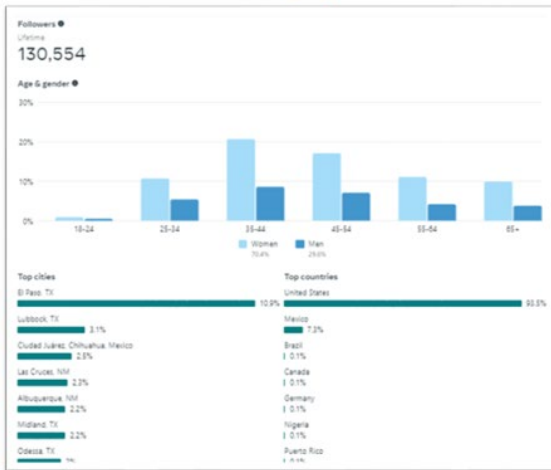 Followers
Lifetime
130,554
Age & gender
30%
20%
10%
0%
18-24
25-34
35-44
45-54
55-64
65+
Women
70.4%
Men
29.6%
Top cities
El Paso, TX
10.9%
Lubbock, TX
3.1%
Ciudad Juárez, Chihuahua, Mexico
2.5%
Las Cruces, NM
2.3%
Albuquerque, NM
2.2%
Midland, TX
2.2%
Odessa, TX
2%
Top countries
United States
Mexico
7.3%
Brazil
0.1%
Canada
0.1%
Germany
0.1%
Nigeria
0.1%
Puerto Rico
0.1%